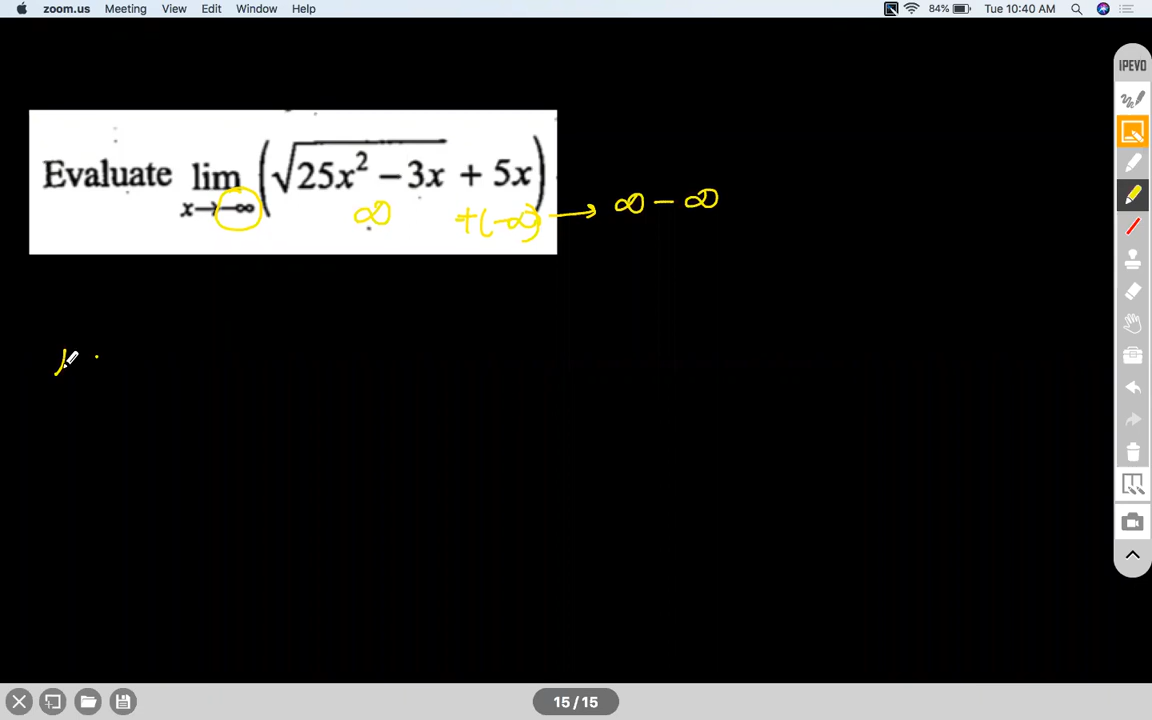 zoom.us Meeting View Edit Window Help 84% Tue 10:40 AM
IPEVO
Evaluate lim (√25x² − 3x + 5x)
x→−∞
∞ +(−∞) → ∞ − ∞
15 / 15